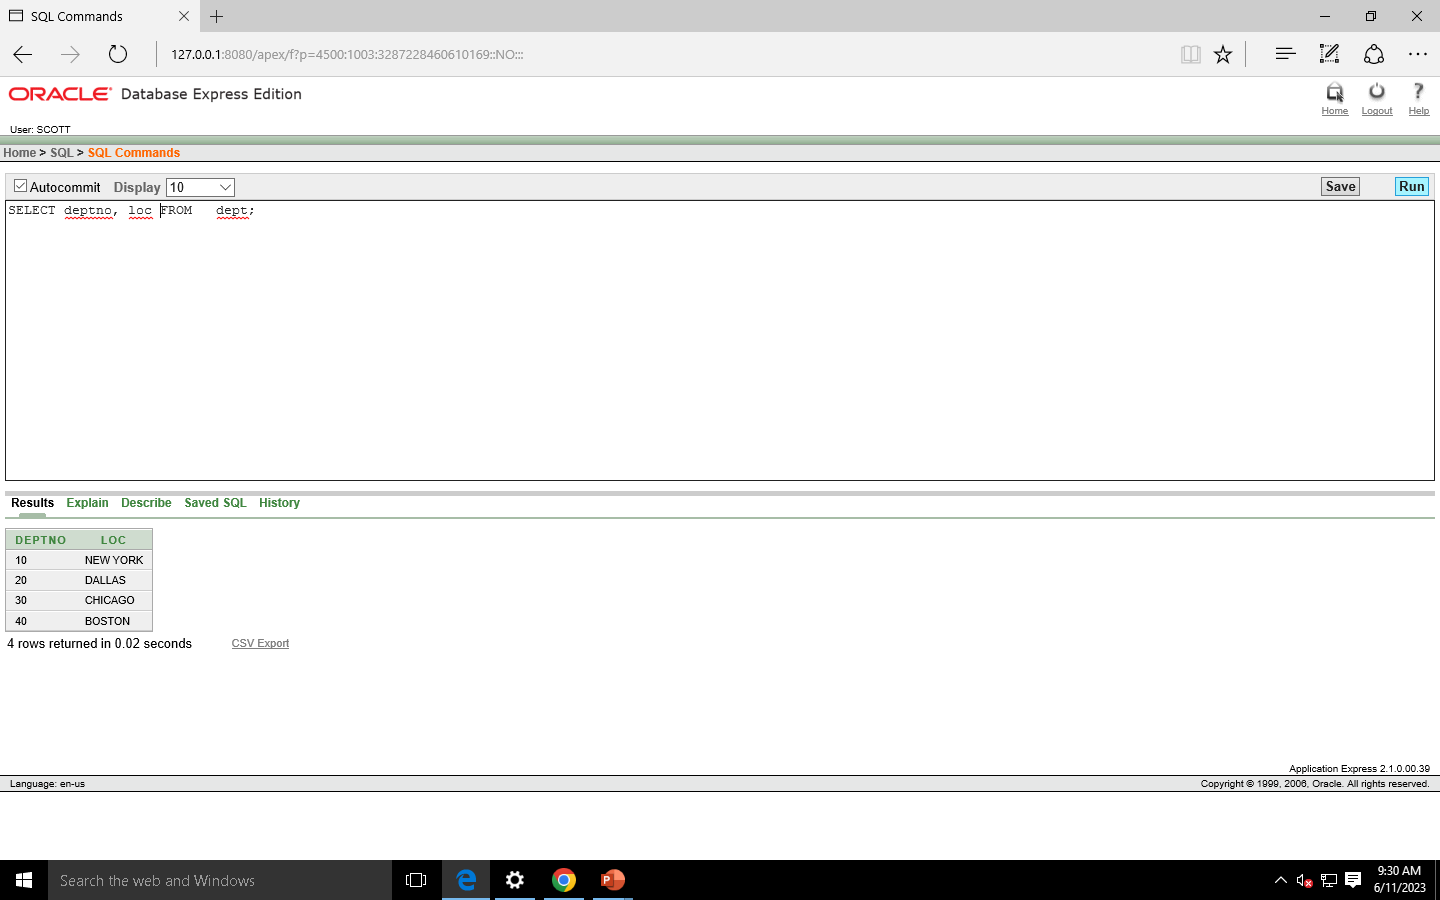 SQL Commands
127.0.0.1:8080/apex/f?p=4500:1003:3287228460610169::NO:::
ORACLE Database Express Edition
Home Logout Help
User: SCOTT
Home > SQL > SQL Commands
Autocommit Display 10 Save Run
SELECT deptno, loc FROM   dept;
Results Explain Describe Saved SQL History
DEPTNO LOC
10 NEW YORK
20 DALLAS
30 CHICAGO
40 BOSTON
4 rows returned in 0.02 seconds CSV Export
Application Express 2.1.0.00.39
Language: en-us Copyright © 1999, 2006, Oracle. All rights reserved.
Search the web and Windows
9:30 AM
6/11/2023